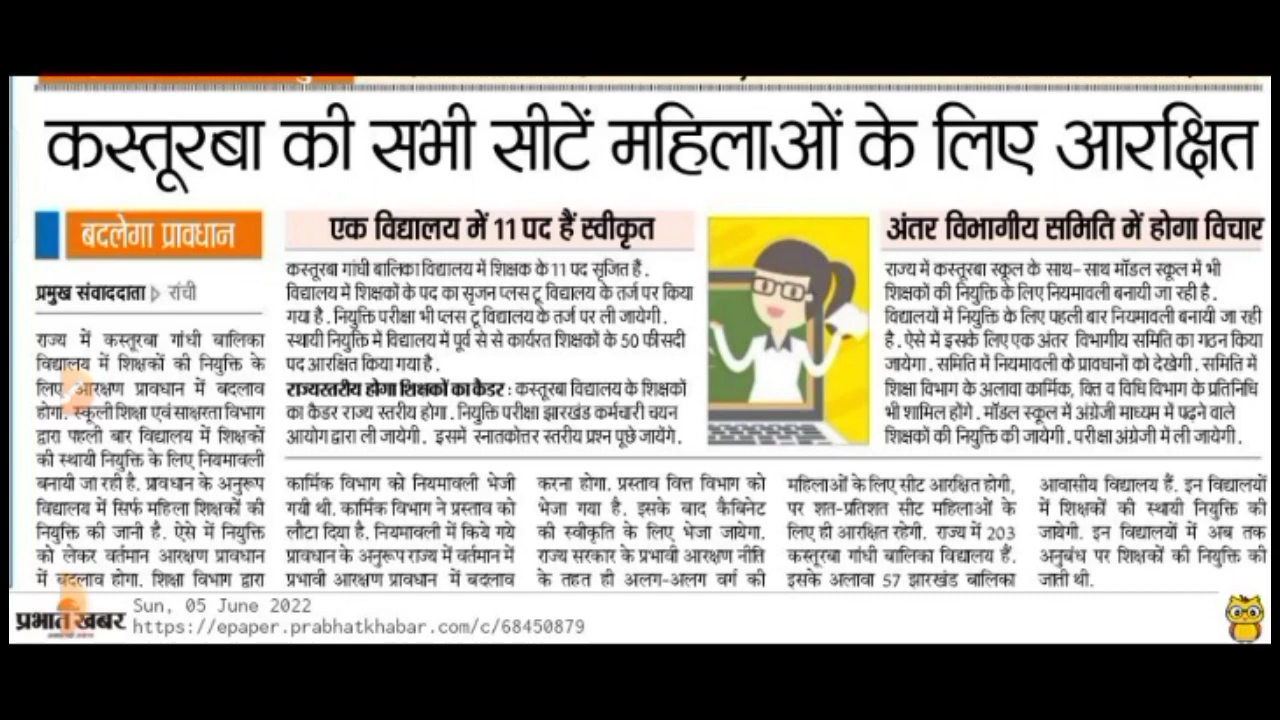 कस्तूरबा की सभी सीटें महिलाओं के लिए आरक्षित
बदलेगा प्रावधान
प्रमुख संवाददाता ▷ रांची
राज्य में कस्तूरबा गांधी बालिका
विद्यालय में शिक्षकों की नियुक्ति के
लिए आरक्षण प्रावधान में बदलाव
होगा. स्कूली शिक्षा एवं साक्षरता विभाग
द्वारा पहली बार विद्यालय में शिक्षकों
की स्थायी नियुक्ति के लिए नियमावली
बनायी जा रही है. प्रावधान के अनुरूप
विद्यालय में सिर्फ महिला शिक्षकों की
नियुक्ति की जानी है. ऐसे में नियुक्ति
को लेकर वर्तमान आरक्षण प्रावधान
में बदलाव होगा. शिक्षा विभाग द्वारा
एक विद्यालय में 11 पद हैं स्वीकृत
कस्तूरबा गांधी बालिका विद्यालय में शिक्षक के 11 पद सृजित हैं .
विद्यालय में शिक्षकों के पद का सृजन प्लस टू विद्यालय के तर्ज पर किया
गया है . नियुक्ति परीक्षा भी प्लस टू विद्यालय के तर्ज पर ली जायेगी .
स्थायी नियुक्ति में विद्यालय में पूर्व से से कार्यरत शिक्षकों के 50 फीसदी
पद आरक्षित किया गया है .
राज्यस्तरीय होगा शिक्षकों का कैडर : कस्तूरबा विद्यालय के शिक्षकों
का कैडर राज्य स्तरीय होगा . नियुक्ति परीक्षा झारखंड कर्मचारी चयन
आयोग द्वारा ली जायेगी . इसमें स्नातकोत्तर स्तरीय प्रश्न पूछे जायेंगे .
अंतर विभागीय समिति में होगा विचार
राज्य में कस्तूरबा स्कूल के साथ- साथ मॉडल स्कूल में भी
शिक्षकों की नियुक्ति के लिए नियमावली बनायी जा रही है .
विद्यालयों में नियुक्ति के लिए पहली बार नियमावली बनायी जा रही
है . ऐसे में इसके लिए एक अंतर विभागीय समिति का गठन किया
जायेगा . समिति में नियमावली के प्रावधानों को देखेगी . समिति में
शिक्षा विभाग के अलावा कार्मिक, वित्त व विधि विभाग के प्रतिनिधि
भी शामिल होंगे . मॉडल स्कूल में अंग्रेजी माध्यम में पढ़ने वाले
शिक्षकों की नियुक्ति की जायेगी . परीक्षा अंग्रेजी में ली जायेगी .
कार्मिक विभाग को नियमावली भेजी
गयी थी. कार्मिक विभाग ने प्रस्ताव को
लौटा दिया है. नियमावली में किये गये
प्रावधान के अनुरूप राज्य में वर्तमान में
प्रभावी आरक्षण प्रावधान में बदलाव
करना होगा. प्रस्ताव वित्त विभाग को
भेजा गया है. इसके बाद कैबिनेट
की स्वीकृति के लिए भेजा जायेगा.
राज्य सरकार के प्रभावी आरक्षण नीति
के तहत ही अलग-अलग वर्ग की
महिलाओं के लिए सीट आरक्षित होगी,
पर शत-प्रतिशत सीट महिलाओं के
लिए ही आरक्षित रहेगी. राज्य में 203
कस्तूरबा गांधी बालिका विद्यालय हैं.
इसके अलावा 57 झारखंड बालिका
आवासीय विद्यालय हैं. इन विद्यालयों
में शिक्षकों की स्थायी नियुक्ति की
जायेगी. इन विद्यालयों में अब तक
अनुबंध पर शिक्षकों की नियुक्ति की
जाती थी.
प्रभात खबर
Sun, 05 June 2022
https://epaper.prabhatkhabar.com/c/68450879